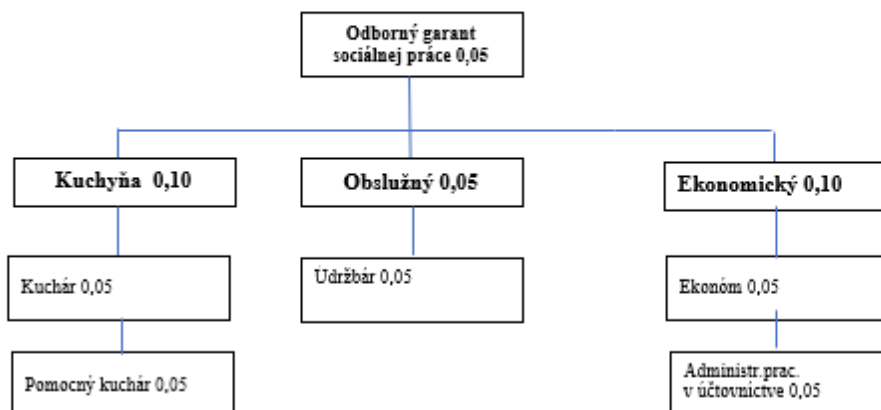 Odborný garant
sociálnej práce 0,05
Kuchyňa 0,10
Obslužný 0,05
Ekonomický 0,10
Kuchár 0,05
Údržbár 0,05
Ekonóm 0,05
Pomocný kuchár 0,05
Administr.prac.
v účtovníctve 0,05